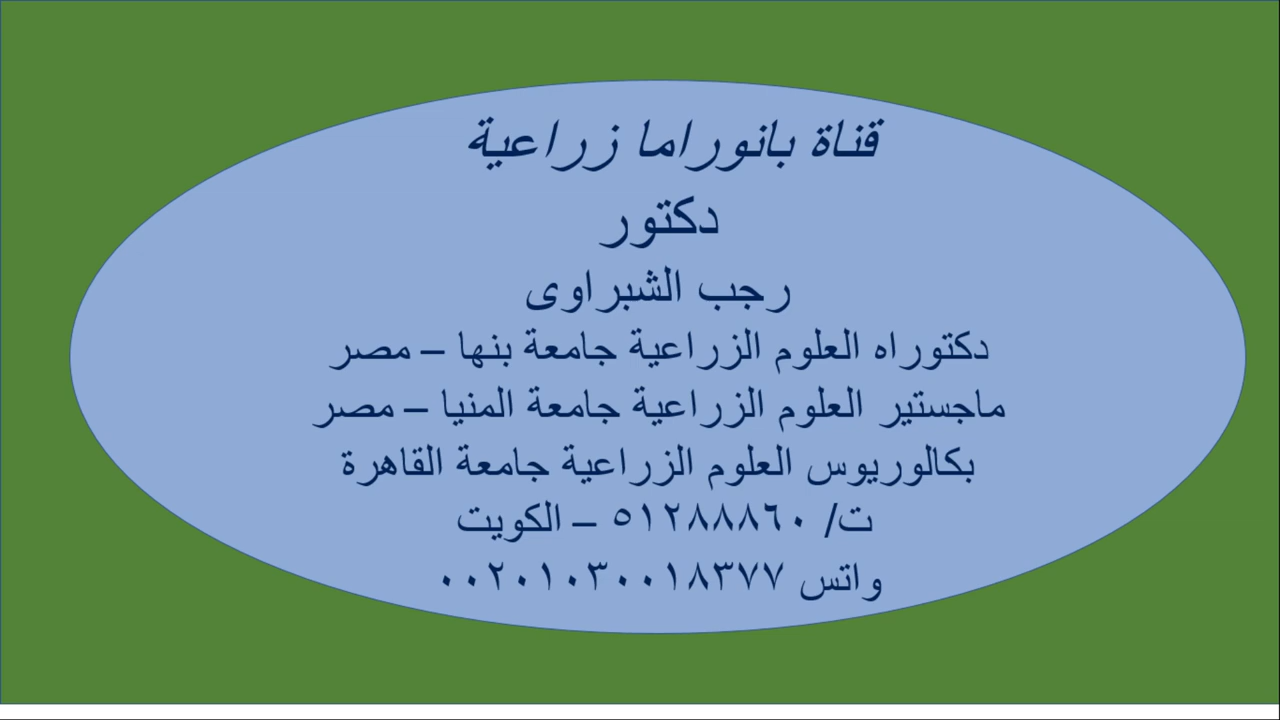 قناة بانوراما زراعية
دكتور
رجب الشبراوى
دكتوراه العلوم الزراعية جامعة بنها – مصر
ماجستير العلوم الزراعية جامعة المنيا – مصر
بكالوريوس العلوم الزراعية جامعة القاهرة
ت/ ٥١٢٨٨٨٦٠ – الكويت
واتس ٠٠٢٠١٠٣٠٠١٨٣٧٧